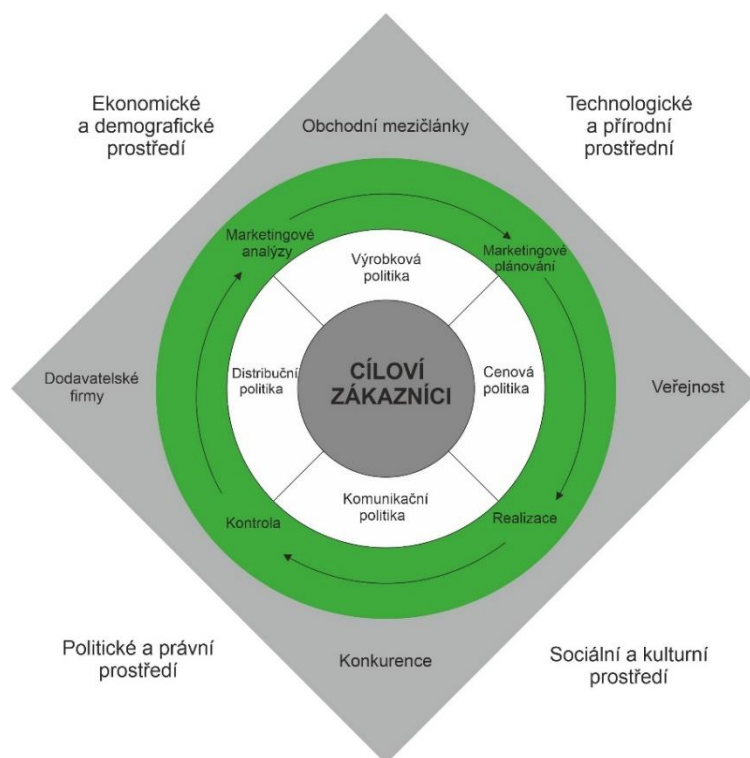 Ekonomické
a demografické
prostředí
Technologické
a přírodní
prostřední
Obchodní mezičlánky
Marketingové
analýzy
Marketingové
plánování
Výrobková
politika
Dodavatelské
firmy
Distribuční
politika
CÍLOVÍ
ZÁKAZNÍCI
Cenová
politika
Veřejnost
Komunikační
politika
Kontrola
Realizace
Politické a právní
prostředí
Konkurence
Sociální a kulturní
prostředí